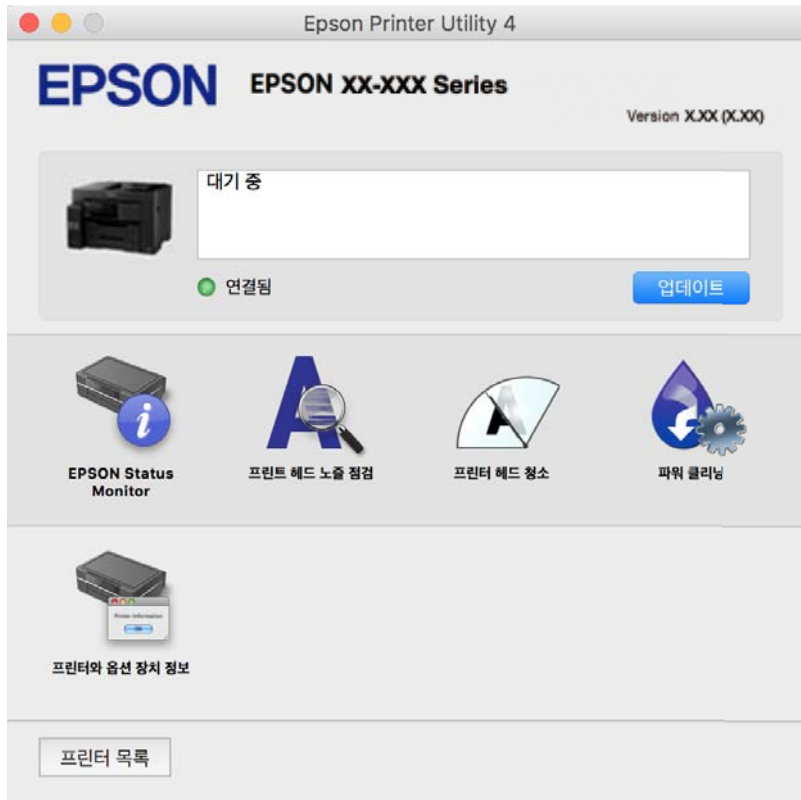 Epson Printer Utility 4
EPSON
EPSON XX-XXX Series
Version X.XX (X.XX)
대기 중
연결됨
업데이트
EPSON Status
Monitor
프린트 헤드 노즐 점검
프린터 헤드 청소
파워 클리닝
Printer Information
OK
프린터와 옵션 장치 정보
프린터 목록